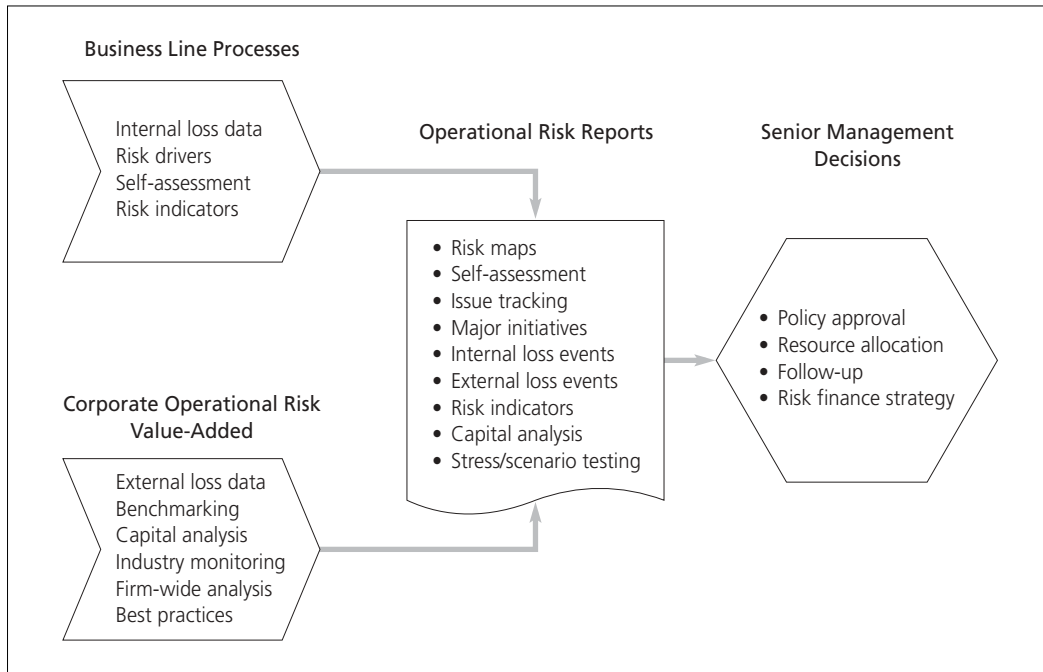 Business Line Processes
Internal loss data
Risk drivers
Self-assessment
Risk indicators
Corporate Operational Risk
Value-Added
External loss data
Benchmarking
Capital analysis
Industry monitoring
Firm-wide analysis
Best practices
Operational Risk Reports
• Risk maps
• Self-assessment
• Issue tracking
• Major initiatives
• Internal loss events
• External loss events
• Risk indicators
• Capital analysis
• Stress/scenario testing
Senior Management
Decisions
• Policy approval
• Resource allocation
• Follow-up
• Risk finance strategy